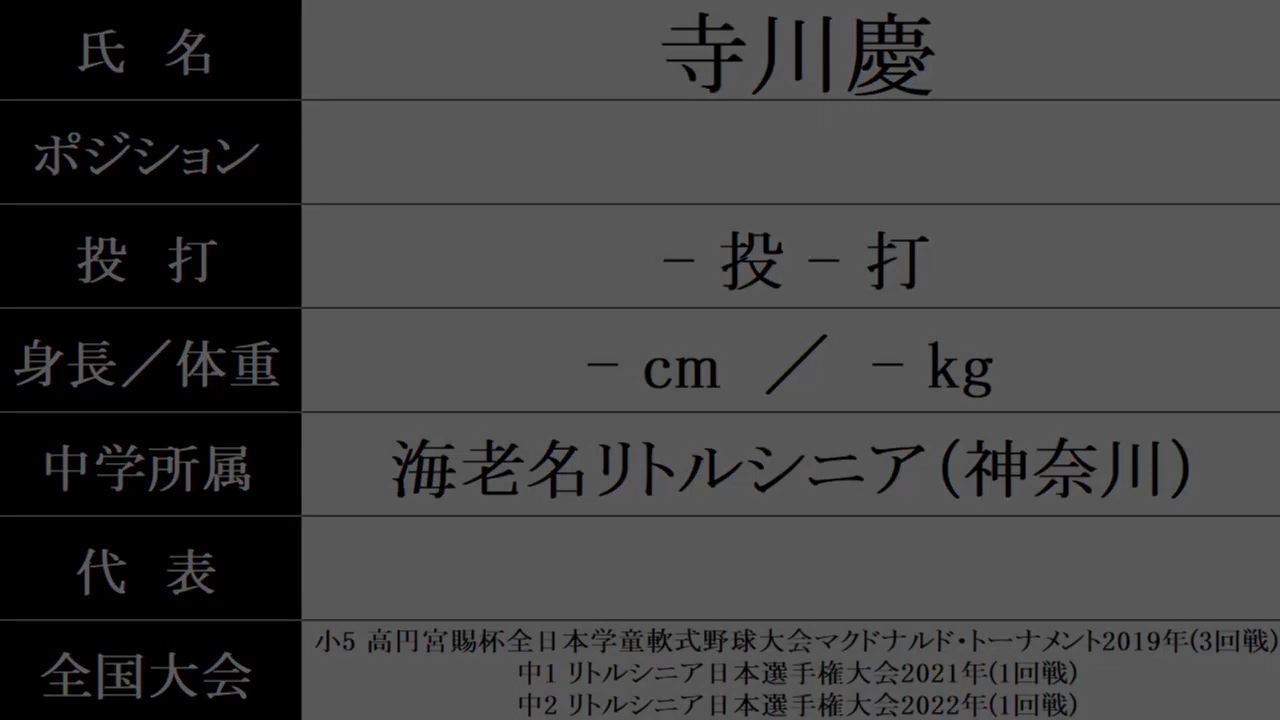 氏 名 寺川慶
ポジション
投 打 － 投 － 打
身長／体重 － cm ／ － kg
中学所属 海老名リトルシニア(神奈川)
代 表
全国大会 小5 高円宮賜杯全日本学童軟式野球大会マクドナルド・トーナメント2019年(3回戦)
中1 リトルシニア日本選手権大会2021年(1回戦)
中2 リトルシニア日本選手権大会2022年(1回戦)